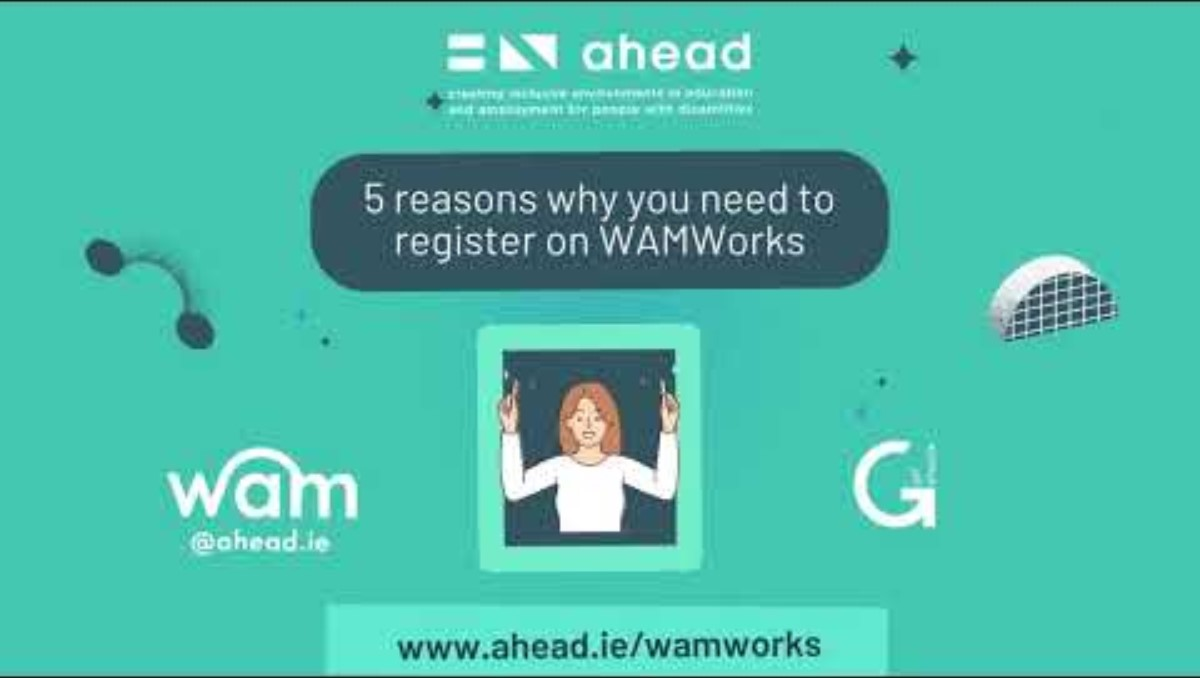 ahead
creating inclusive environments in education
and employment for people with disabilities
5 reasons why you need to
register on WAMWorks
wam
@ahead.ie
G
www.ahead.ie/wamworks